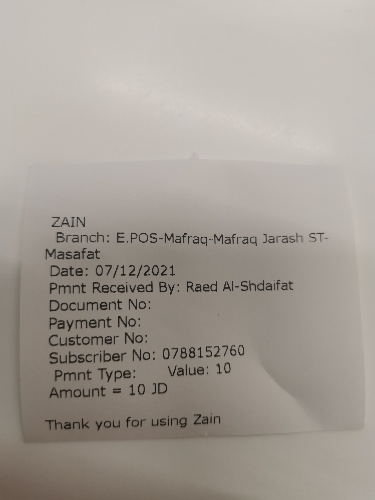 ZAIN
Branch: E.POS-Mafraq-Mafraq Jarash ST-
Masafat
Date: 07/12/2021
Pmnt Received By: Raed Al-Shdaifat
Document No:
Payment No:
Customer No:
Subscriber No: 0788152760
Pmnt Type: Value: 10
Amount = 10 JD
Thank you for using Zain